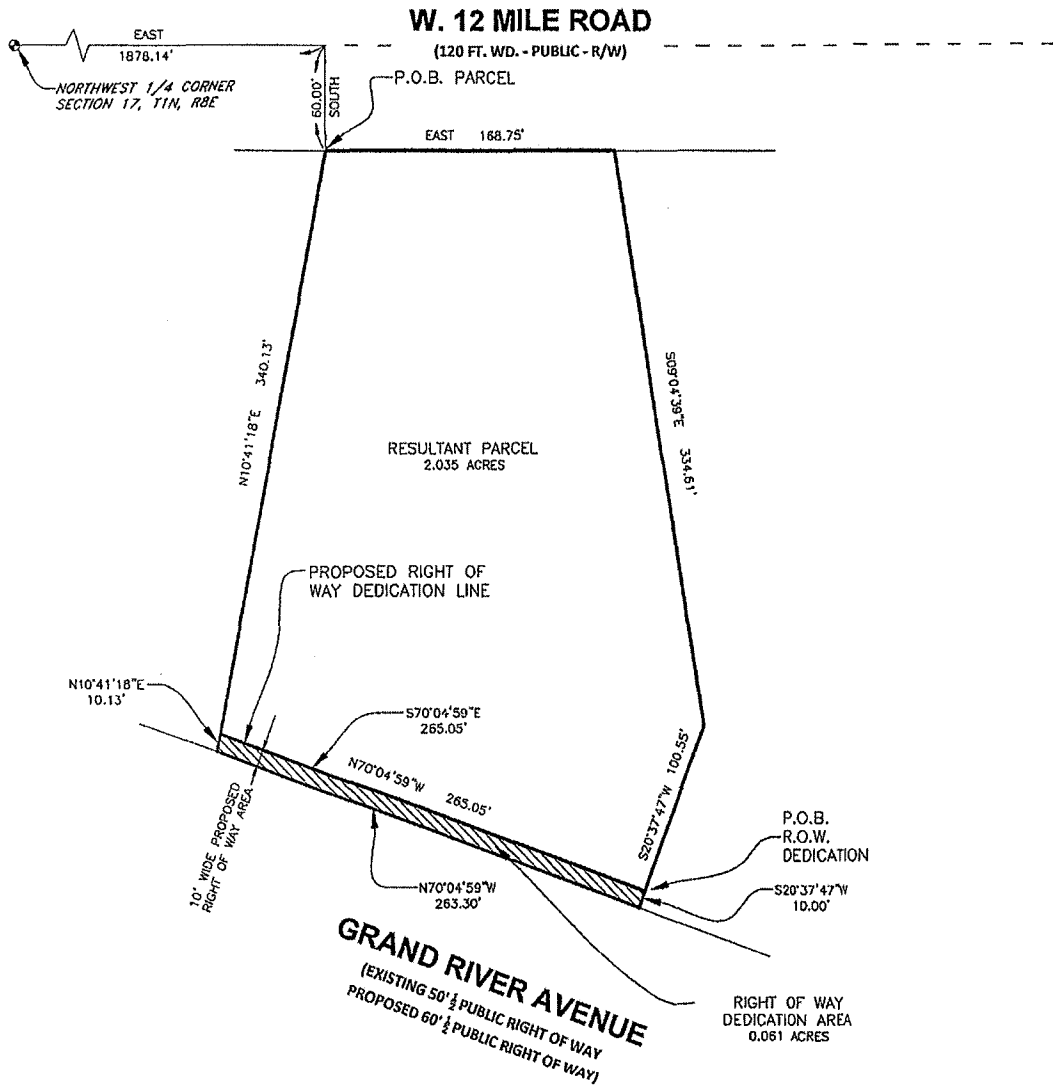 W. 12 MILE ROAD
(120 FT. WD. - PUBLIC - R/W)
EAST
1878.14'
NORTHWEST 1/4 CORNER
SECTION 17, T1N, R8E
60.00'
SOUTH
P.O.B. PARCEL
EAST 168.75'
N10°41'18"E 340.13'
S09°04'39"E 334.61'
RESULTANT PARCEL
2.035 ACRES
PROPOSED RIGHT OF
WAY DEDICATION LINE
N10°41'18"E
10.13'
S70°04'59"E
265.05'
N70°04'59"W 265.05'
S20°37'47"W 100.55'
10' WIDE PROPOSED
RIGHT OF WAY AREA
P.O.B.
R.O.W.
DEDICATION
S20°37'47"W
10.00'
N70°04'59"W
263.30'
GRAND RIVER AVENUE
(EXISTING 50' ½ PUBLIC RIGHT OF WAY
PROPOSED 60' ½ PUBLIC RIGHT OF WAY)
RIGHT OF WAY
DEDICATION AREA
0.061 ACRES